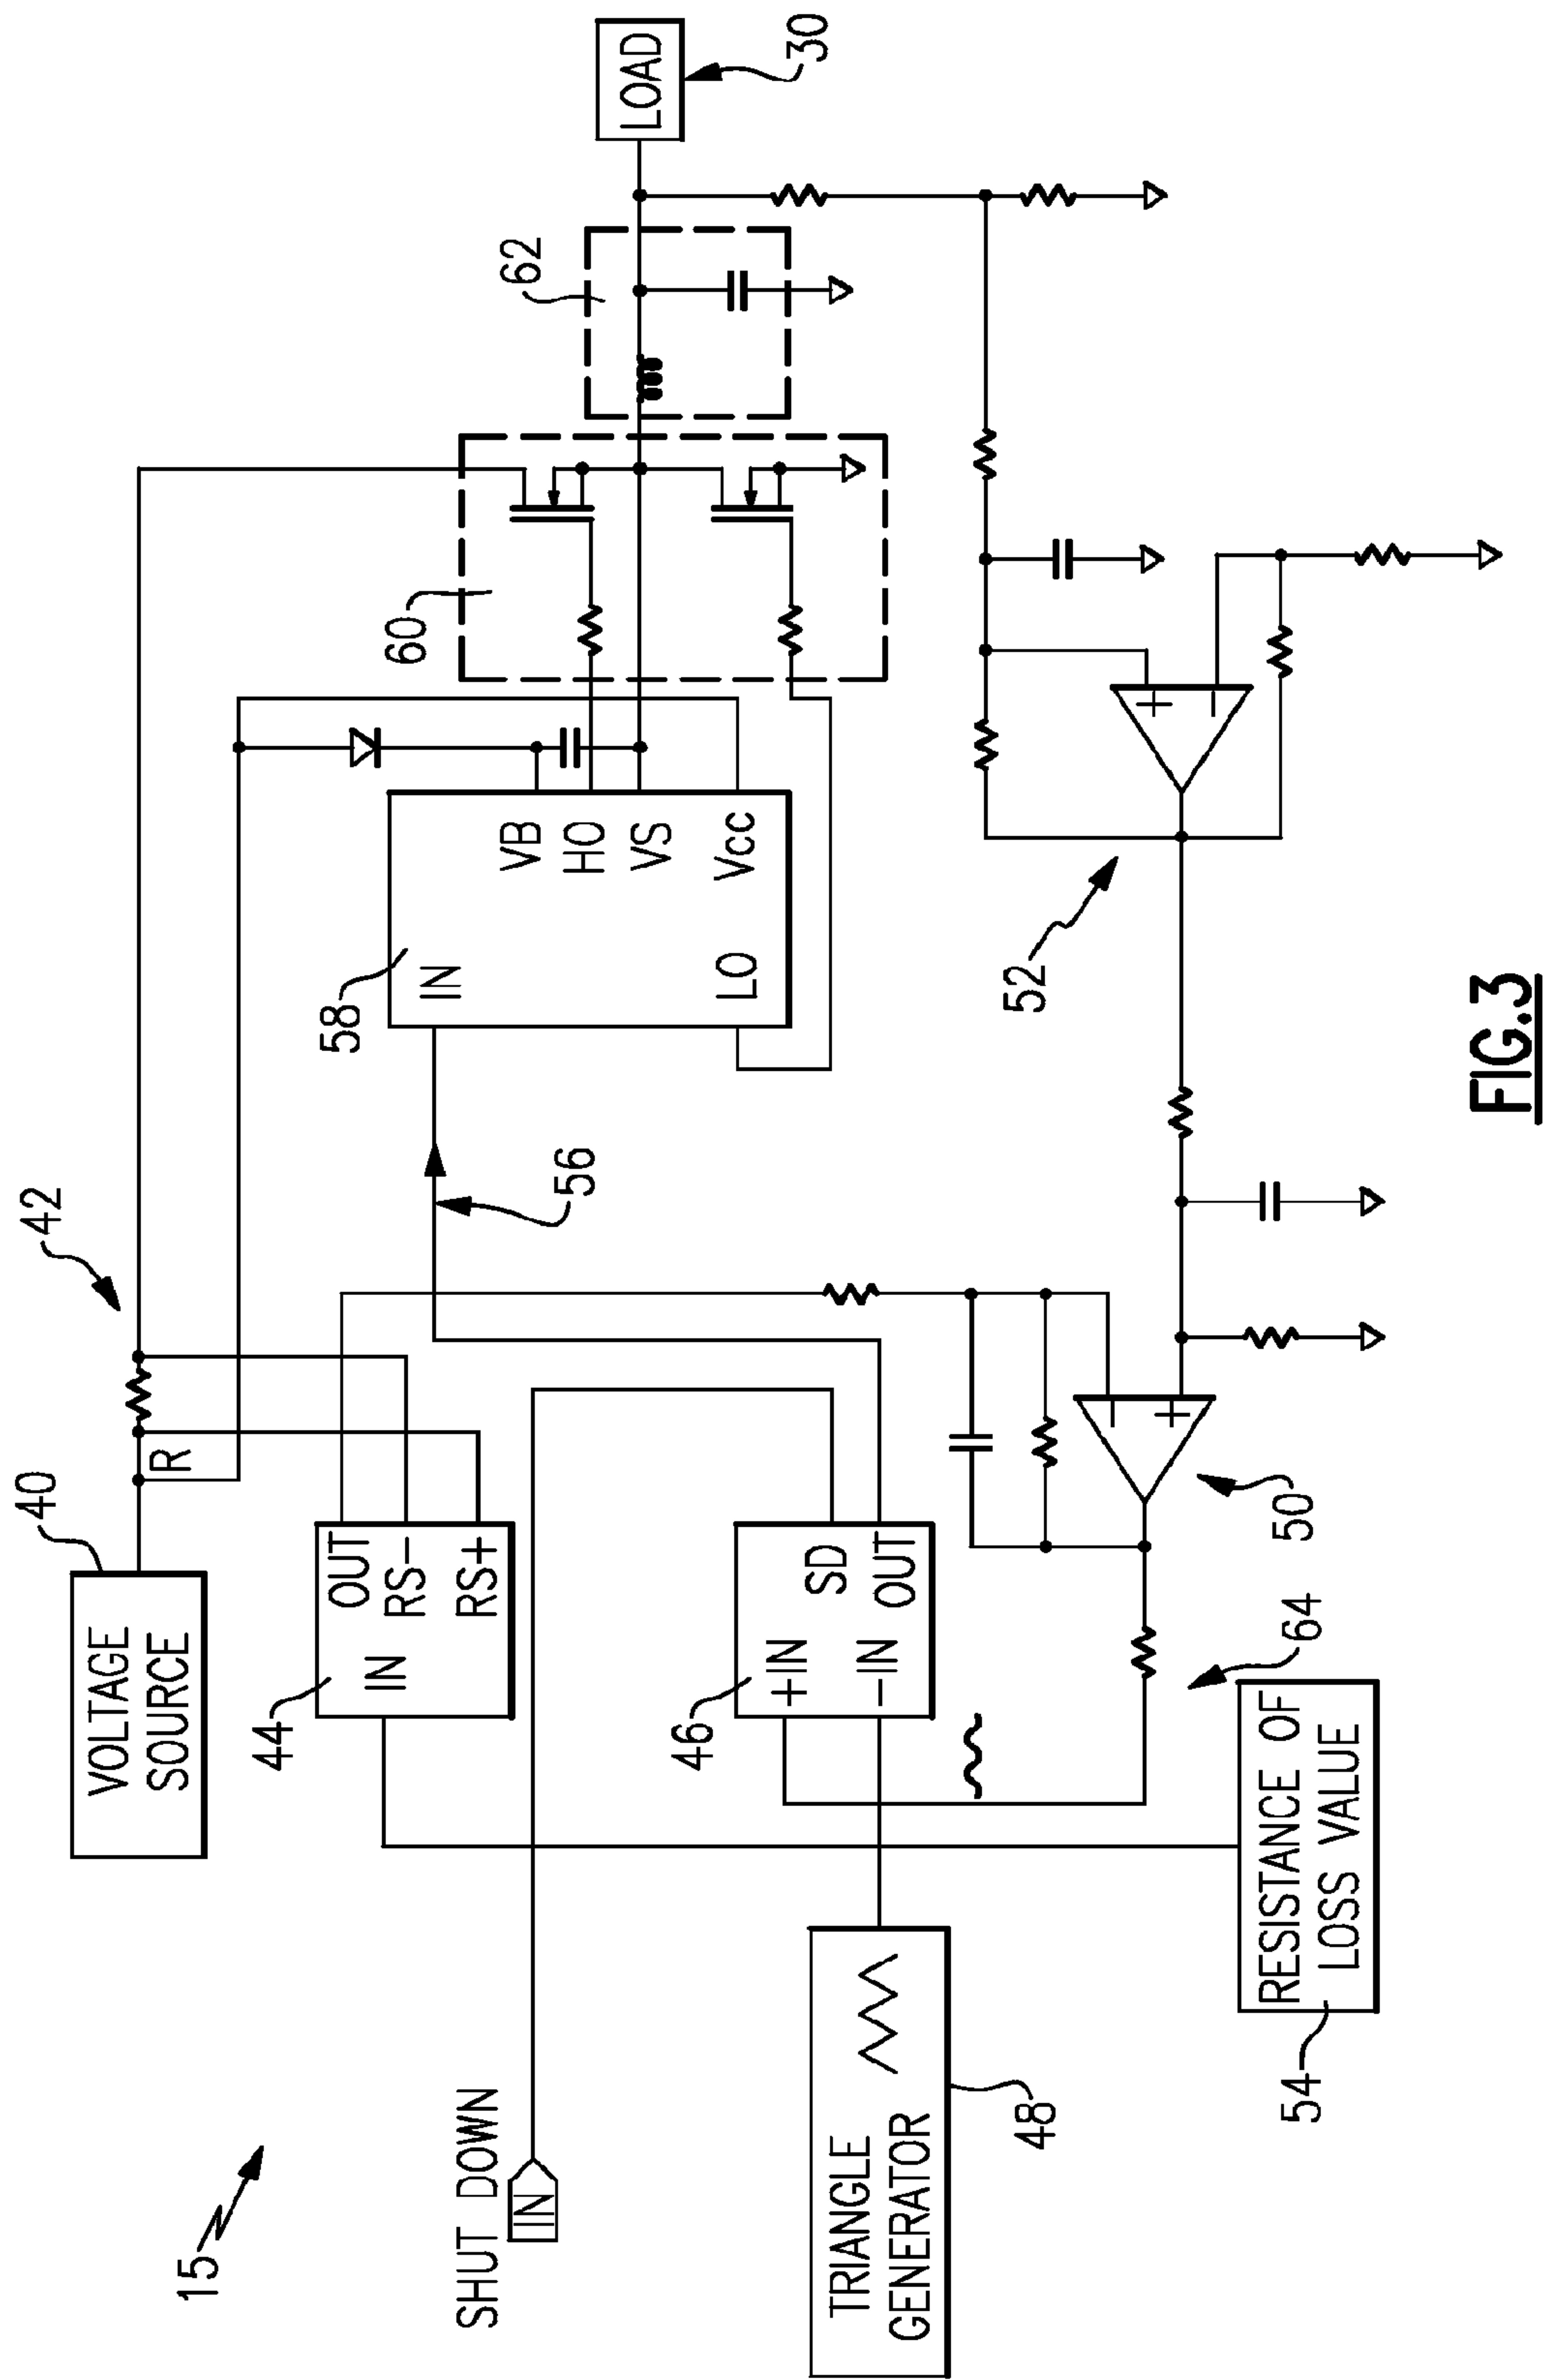 15
VOLTAGE
SOURCE
40
R
42
44
OUT
RS-
RS+
IN
SHUT DOWN
IN
46
SD
OUT
+IN
-IN
TRIANGLE
GENERATOR
48
RESISTANCE OF
LOSS VALUE
54
64
50
-
+
56
58
IN
VB
HO
VS
Vcc
LO
60
62
LOAD
30
52
+
-
FIG.3